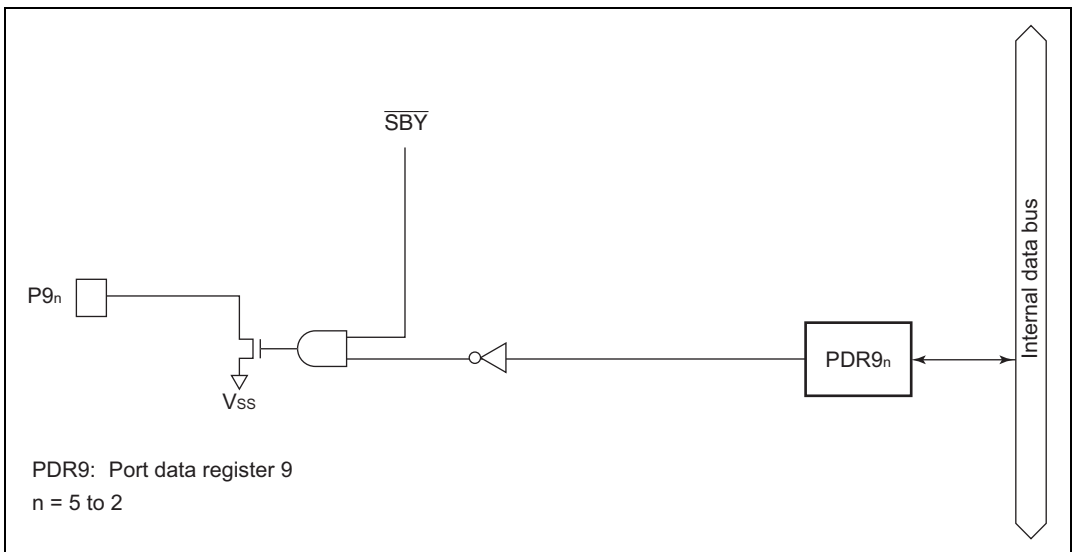 SBY
P9n
VSS
PDR9n
Internal data bus
PDR9: Port data register 9
n = 5 to 2